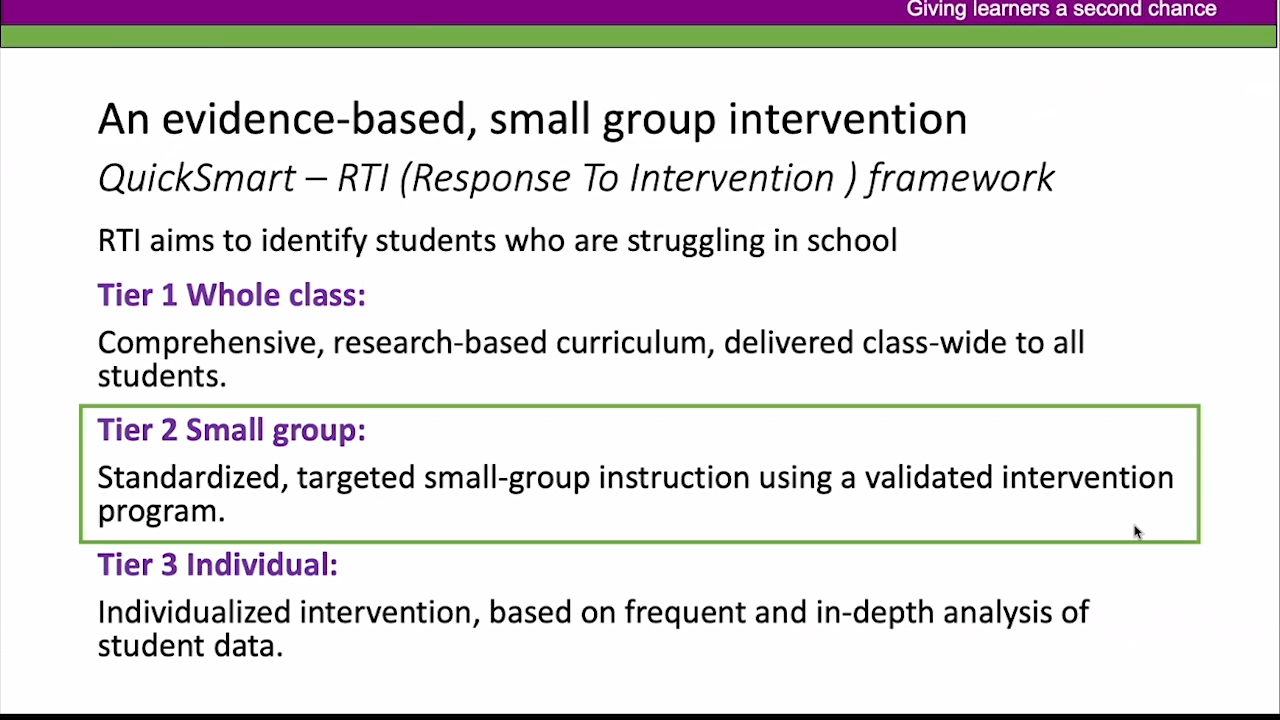 Giving learners a second chance
An evidence-based, small group intervention
QuickSmart – RTI (Response To Intervention ) framework
RTI aims to identify students who are struggling in school
Tier 1 Whole class:
Comprehensive, research-based curriculum, delivered class-wide to all
students.
Tier 2 Small group:
Standardized, targeted small-group instruction using a validated intervention
program.
Tier 3 Individual:
Individualized intervention, based on frequent and in-depth analysis of
student data.